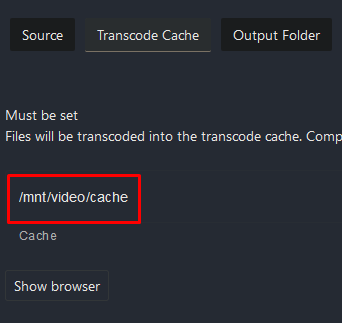 Source
Transcode Cache
Output Folder
Must be set
Files will be transcoded into the transcode cache. Comp
/mnt/video/cache
Cache
Show browser